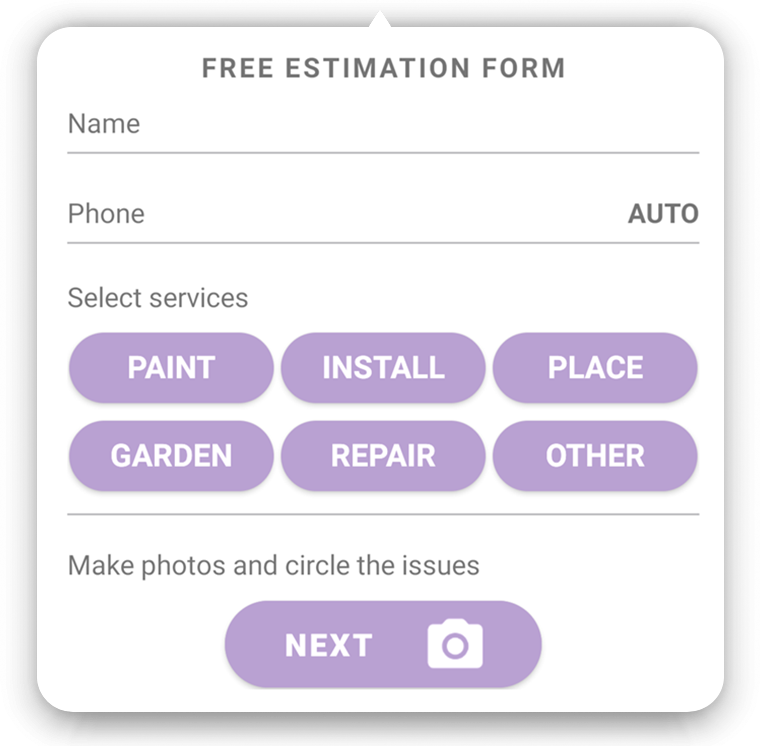 FREE ESTIMATION FORM
Name
Phone AUTO
Select services
PAINT INSTALL PLACE
GARDEN REPAIR OTHER
Make photos and circle the issues
NEXT